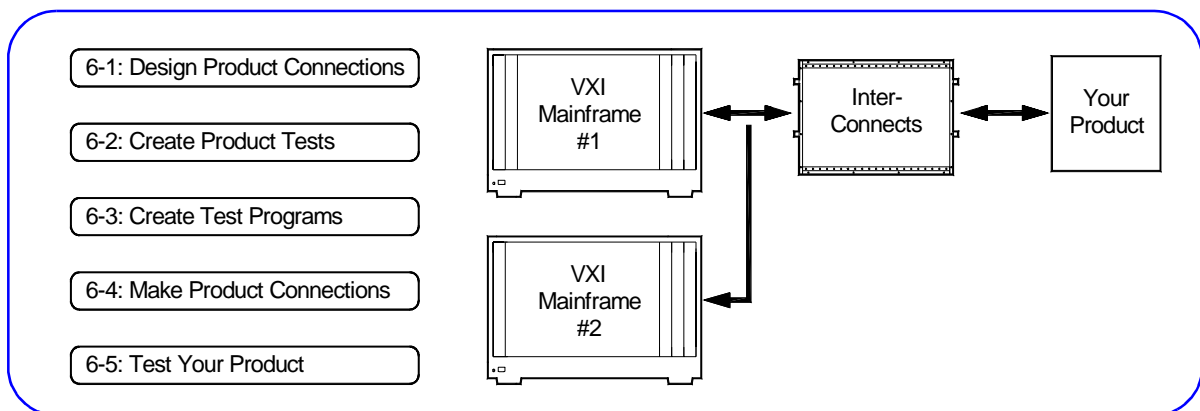 6-1: Design Product Connections
6-2: Create Product Tests
6-3: Create Test Programs
6-4: Make Product Connections
6-5: Test Your Product
VXI
Mainframe
#1
VXI
Mainframe
#2
Inter-
Connects
Your
Product